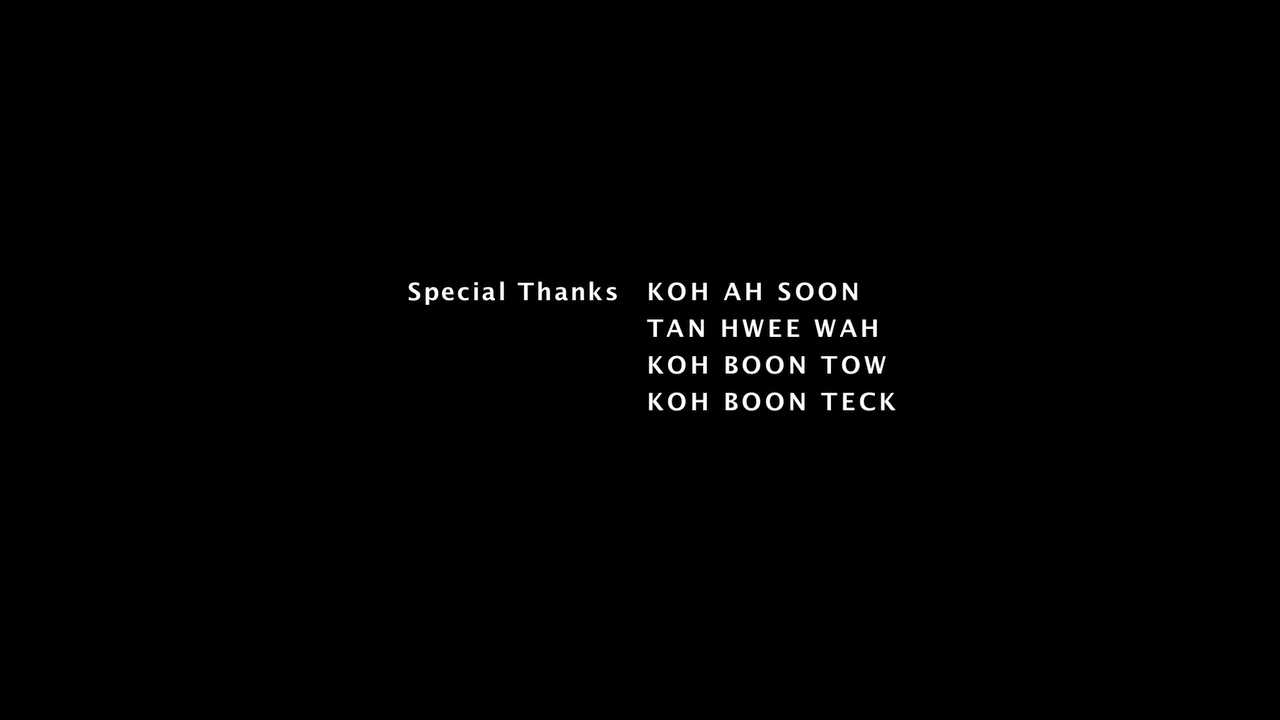 Special Thanks KOH AH SOON
TAN HWEE WAH
KOH BOON TOW
KOH BOON TECK